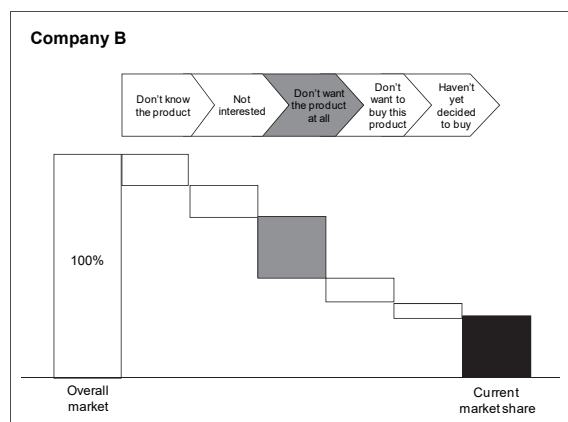 Company B
Don't know
the product
Not
interested
Don't want
the product
at all
Don't
want to
buy this
product
Haven't
yet
decided
to buy
100%
Overall
market
Current
market share